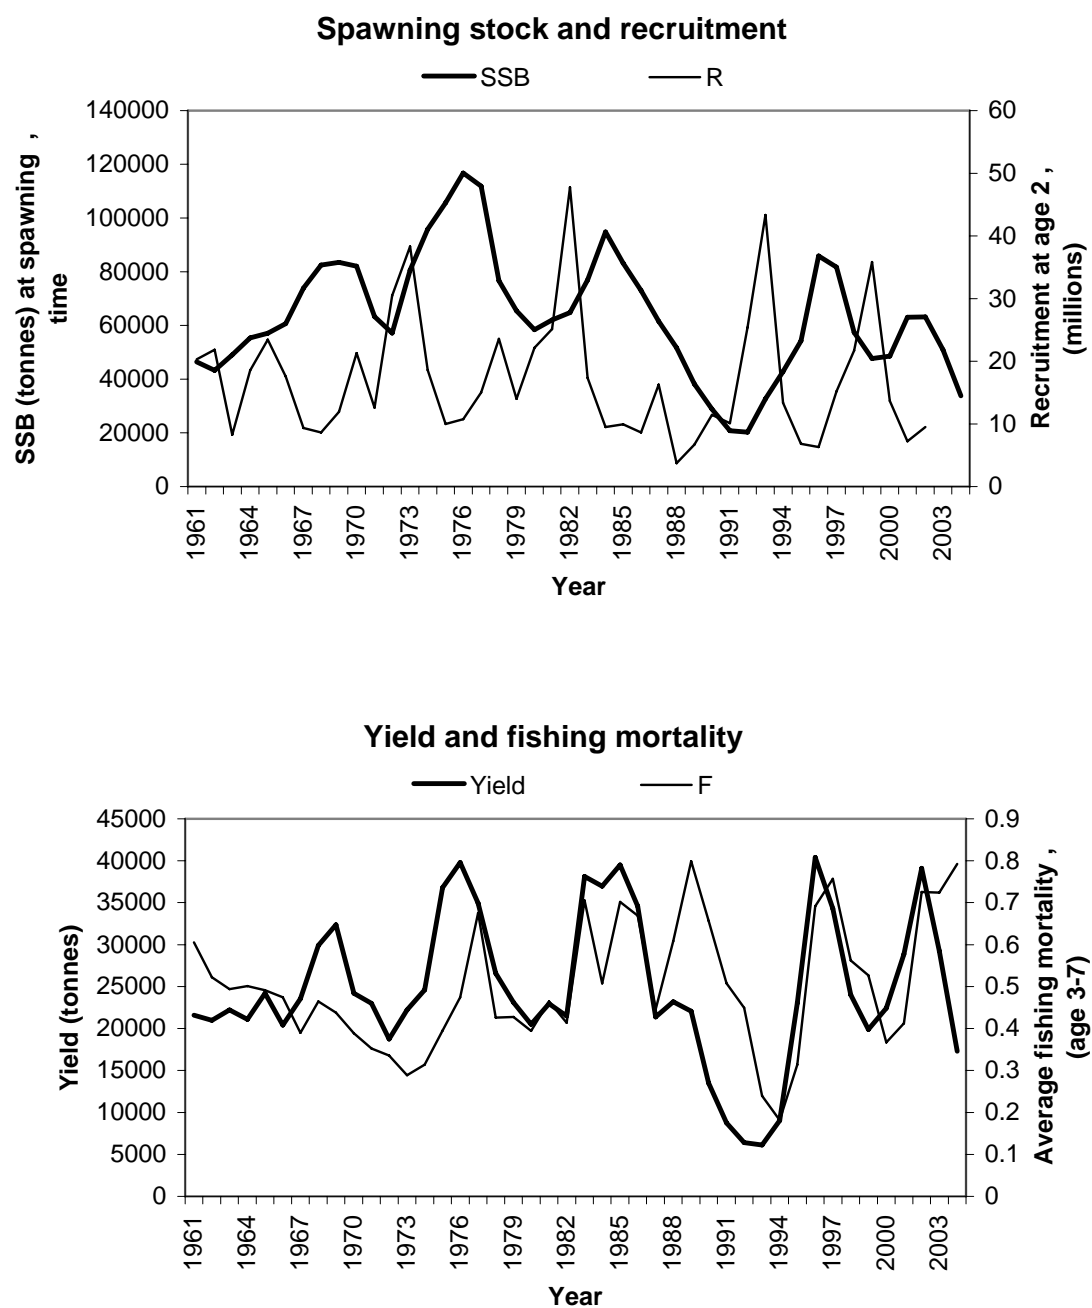 Spawning stock and recruitment
SSB R
140000
120000
100000
80000
60000
40000
20000
0
SSB (tonnes) at spawning ,
time
60
50
40
30
20
10
0
Recruitment at age 2 ,
(millions)
1961 1964 1967 1970 1973 1976 1979 1982 1985 1988 1991 1994 1997 2000 2003
Year
Yield and fishing mortality
Yield F
45000
40000
35000
30000
25000
20000
15000
10000
5000
0
Yield (tonnes)
0.9
0.8
0.7
0.6
0.5
0.4
0.3
0.2
0.1
0
Average fishing mortality ,
(age 3-7)
1961 1964 1967 1970 1973 1976 1979 1982 1985 1988 1991 1994 1997 2000 2003
Year